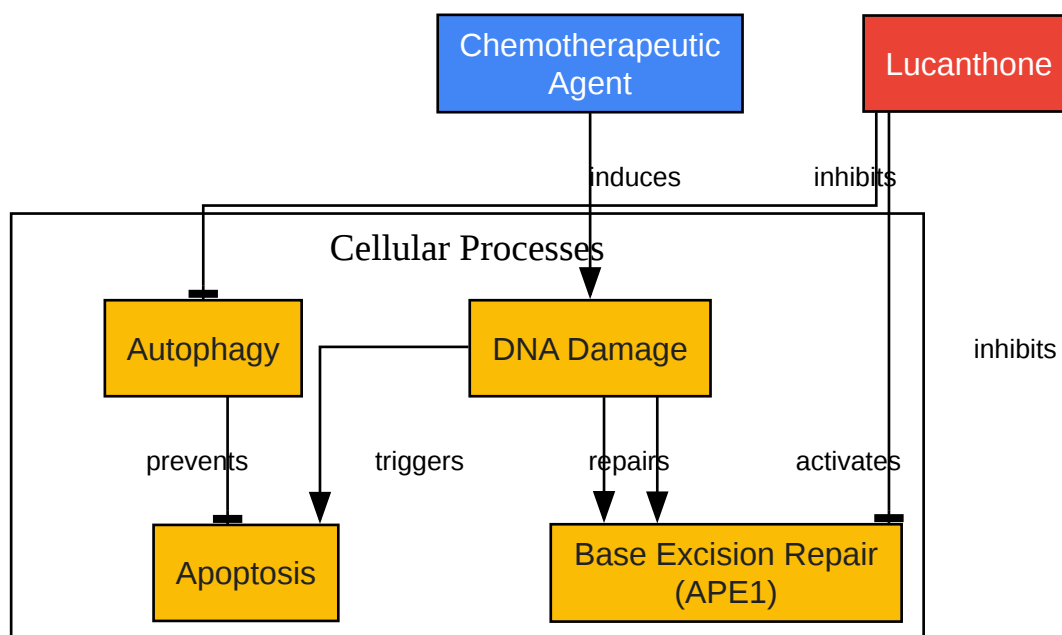 Chemotherapeutic
Agent
Lucanthone
induces
inhibits
Cellular Processes
Autophagy
DNA Damage
inhibits
prevents
triggers
repairs
activates
Apoptosis
Base Excision Repair
(APE1)